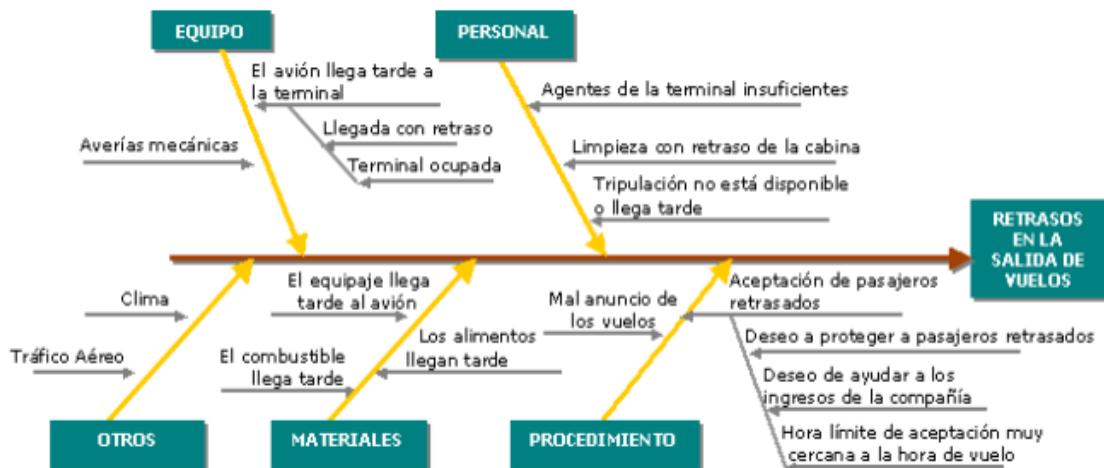 EQUIPO
PERSONAL
El avión llega tarde a
la terminal
Llegada con retraso
Terminal ocupada
Averías mecánicas
Agentes de la terminal insuficientes
Limpieza con retraso de la cabina
Tripulación no está disponible
o llega tarde
RETRASOS
EN LA
SALIDA DE
VUELOS
Clima
Tráfico Aéreo
El equipaje llega
tarde al avión
Los alimentos
llegan tarde
El combustible
llega tarde
Mal anuncio de
los vuelos
Aceptación de pasajeros
retrasados
Deseo a proteger a pasajeros retrasados
Deseo de ayudar a los
ingresos de la compañía
Hora límite de aceptación muy
cercana a la hora de vuelo
OTROS
MATERIALES
PROCEDIMIENTO